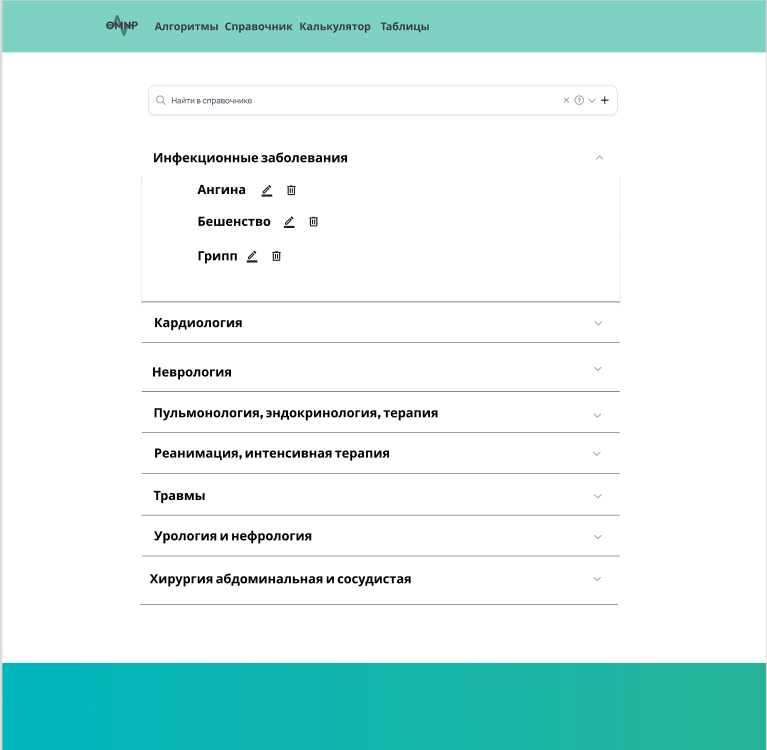 OMNP
Алгоритмы Справочник Калькулятор Таблицы
Найти в справочнике
Инфекционные заболевания
Ангина
Бешенство
Грипп
Кардиология
Неврология
Пульмонология, эндокринология, терапия
Реанимация, интенсивная терапия
Травмы
Урология и нефрология
Хирургия абдоминальная и сосудистая